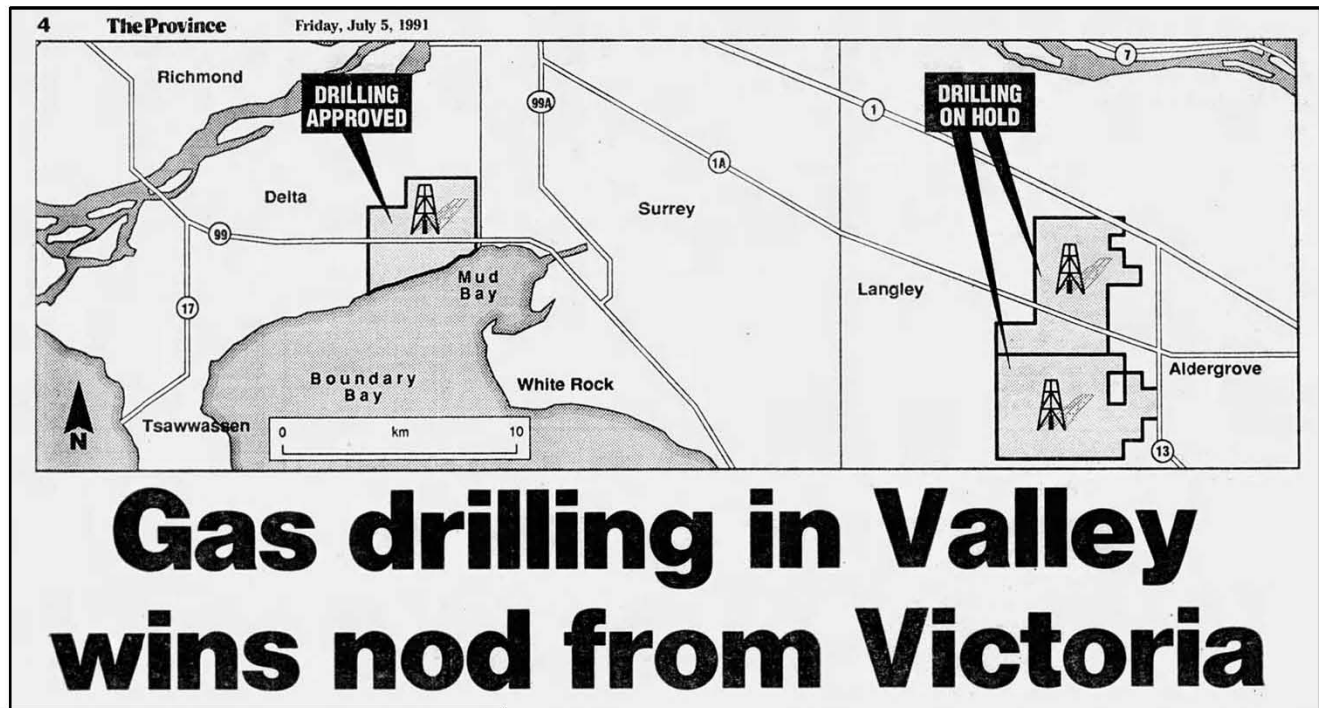 4 The Province Friday, July 5, 1991
Richmond
DRILLING
APPROVED
99A
1
DRILLING
ON HOLD
7
1A
Delta
Surrey
99
Mud
Bay
Langley
17
Boundary
Bay
White Rock
Aldergrove
N
Tsawwassen
0 km 10
13
Gas drilling in Valley
wins nod from Victoria